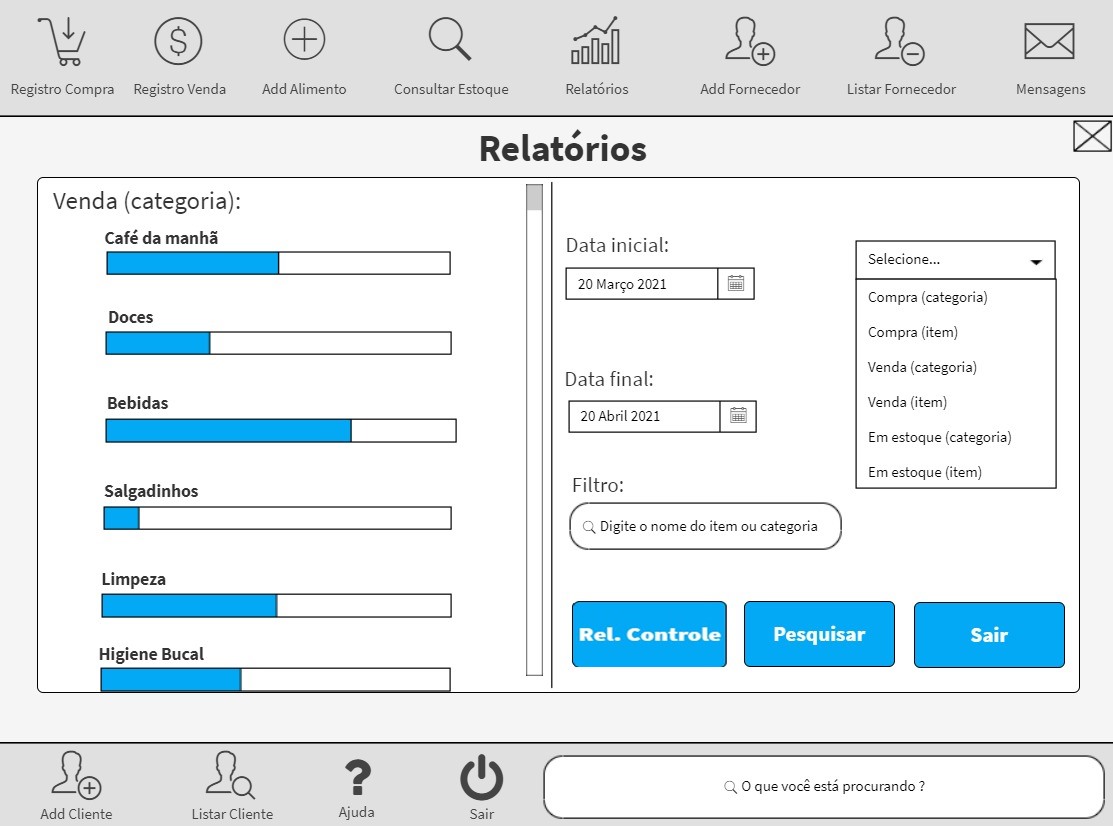 Registro Compra
Registro Venda
Add Alimento
Consultar Estoque
Relatórios
Add Fornecedor
Listar Fornecedor
Mensagens
Relatórios
Venda (categoria):
Café da manhã
Doces
Bebidas
Salgadinhos
Limpeza
Higiene Bucal
Data inicial:
20 Março 2021
Data final:
20 Abril 2021
Filtro:
Digite o nome do item ou categoria
Selecione...
Compra (categoria)
Compra (item)
Venda (categoria)
Venda (item)
Em estoque (categoria)
Em estoque (item)
Rel. Controle
Pesquisar
Sair
Add Cliente
Listar Cliente
Ajuda
Sair
O que você está procurando ?